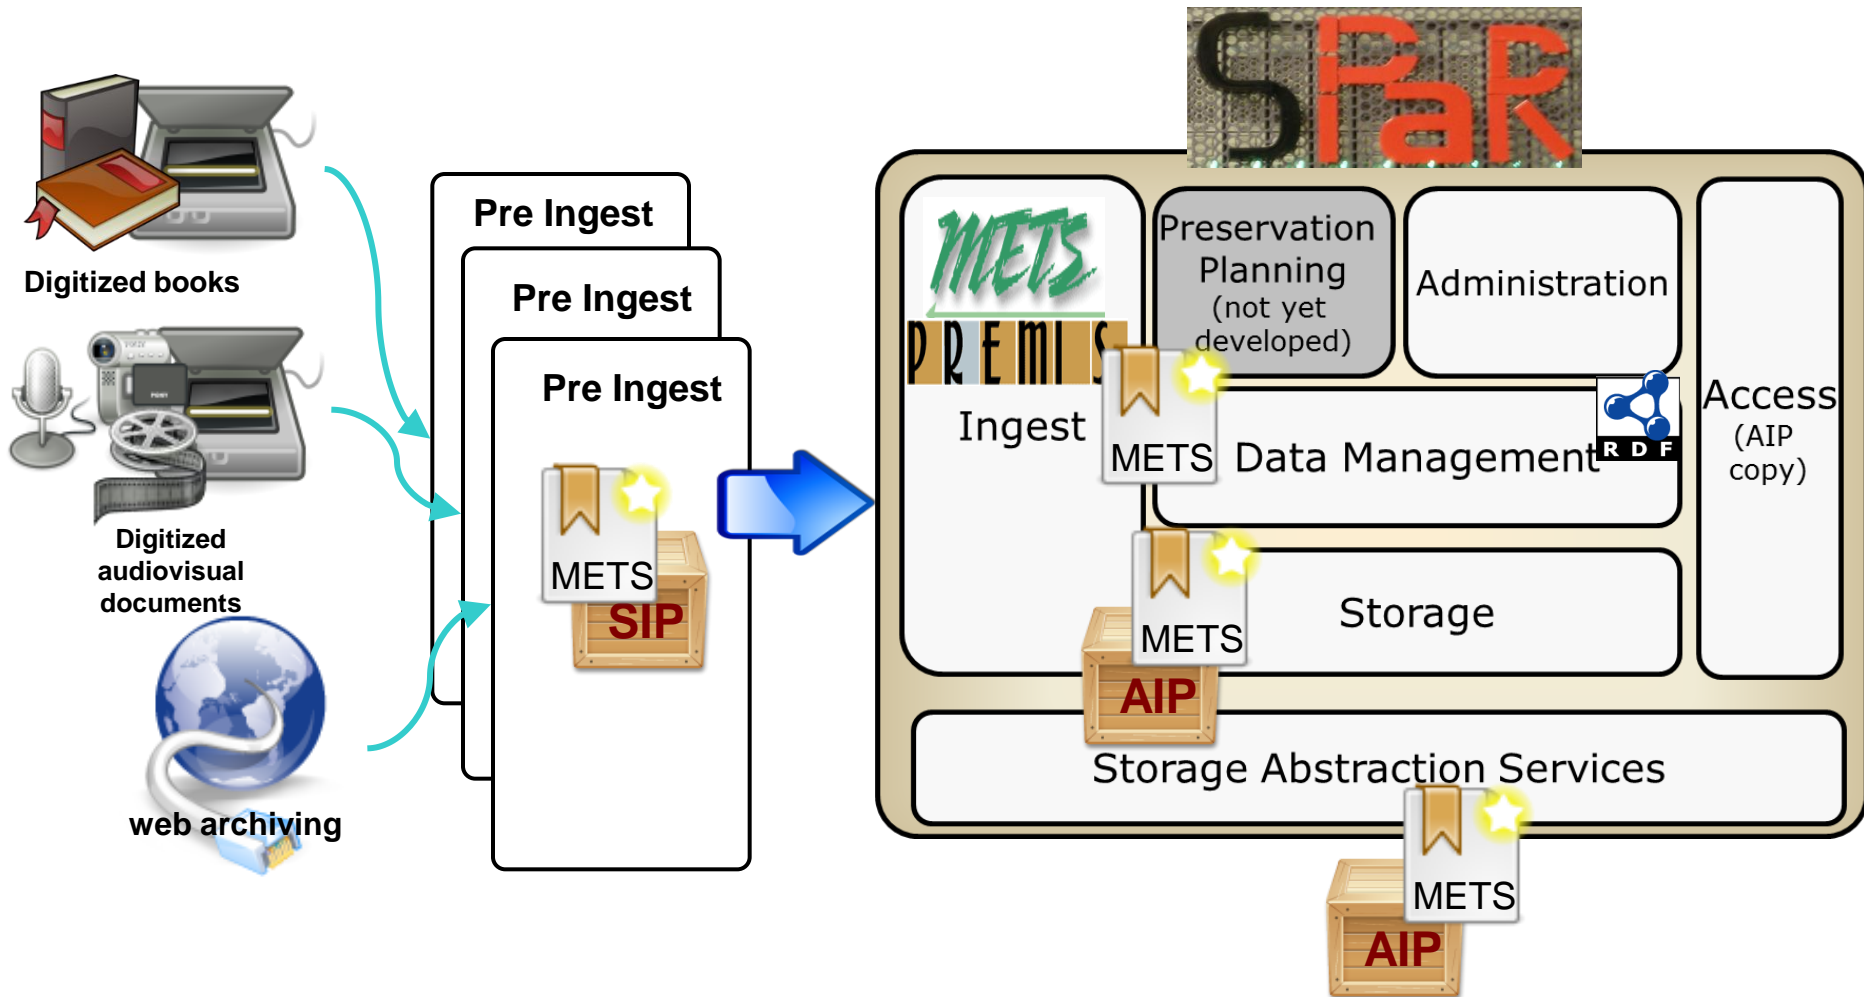 SPaR
Digitized books
Digitized
audiovisual
documents
web archiving
Pre Ingest
Pre Ingest
Pre Ingest
METS
SIP
METS
PREMIS
Ingest
Preservation
Planning
(not yet
developed)
Administration
Access
(AIP
copy)
METS
Data Management
RDF
METS
AIP
Storage
Storage Abstraction Services
METS
AIP